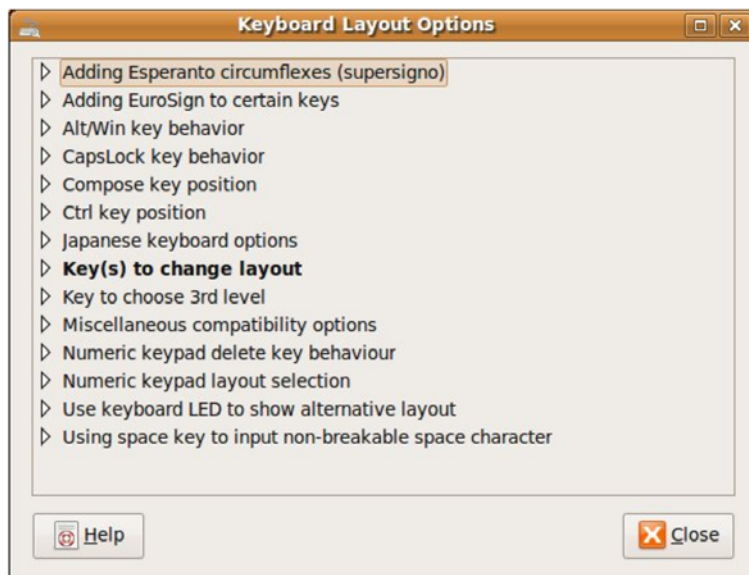 Keyboard Layout Options
Adding Esperanto circumflexes (supersigno)
Adding EuroSign to certain keys
Alt/Win key behavior
CapsLock key behavior
Compose key position
Ctrl key position
Japanese keyboard options
Key(s) to change layout
Key to choose 3rd level
Miscellaneous compatibility options
Numeric keypad delete key behaviour
Numeric keypad layout selection
Use keyboard LED to show alternative layout
Using space key to input non-breakable space character
Help
Close